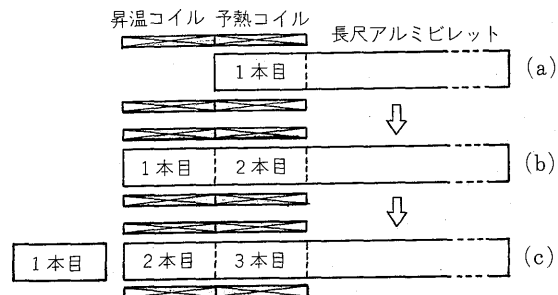 昇温コイル 予熱コイル
長尺アルミビレット
1本目
(a)
1本目 2本目
(b)
1本目 2本目 3本目
(c)